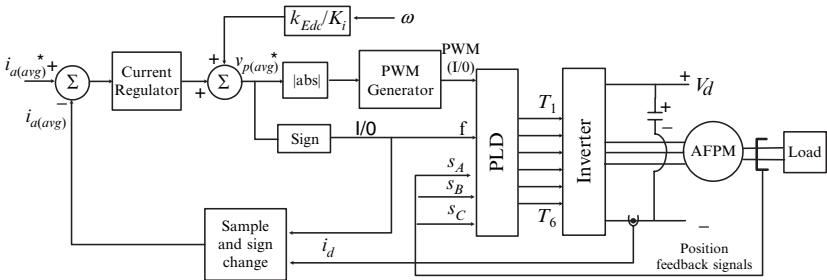 k_Edc/K_i
ω
i_a(avg)* +
Σ
Current
Regulator
+
+
Σ
v_p(avg)*
|abs|
PWM
Generator
PWM
(I/0)
−
i_a(avg)
Sign
I/0
f
PLD
s_A
s_B
s_C
T_1
T_6
Inverter
+
V_d
+
−
AFPM
Load
−
Sample
and sign
change
i_d
Position
feedback signals